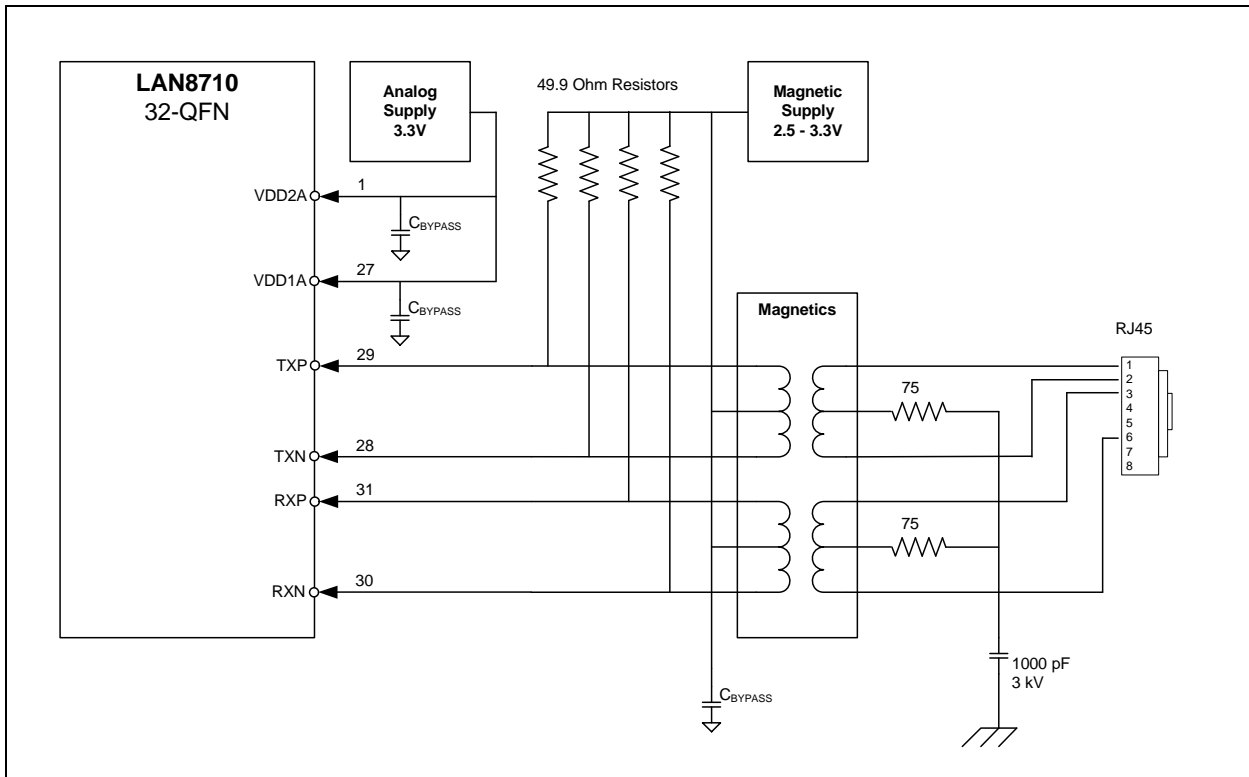 LAN8710
32-QFN
Analog
Supply
3.3V
49.9 Ohm Resistors
Magnetic
Supply
2.5 - 3.3V
VDD2A
1
CBYPASS
VDD1A
27
CBYPASS
Magnetics
RJ45
TXP
29
1
2
3
4
5
6
7
8
75
TXN
28
RXP
31
75
RXN
30
1000 pF
3 kV
CBYPASS